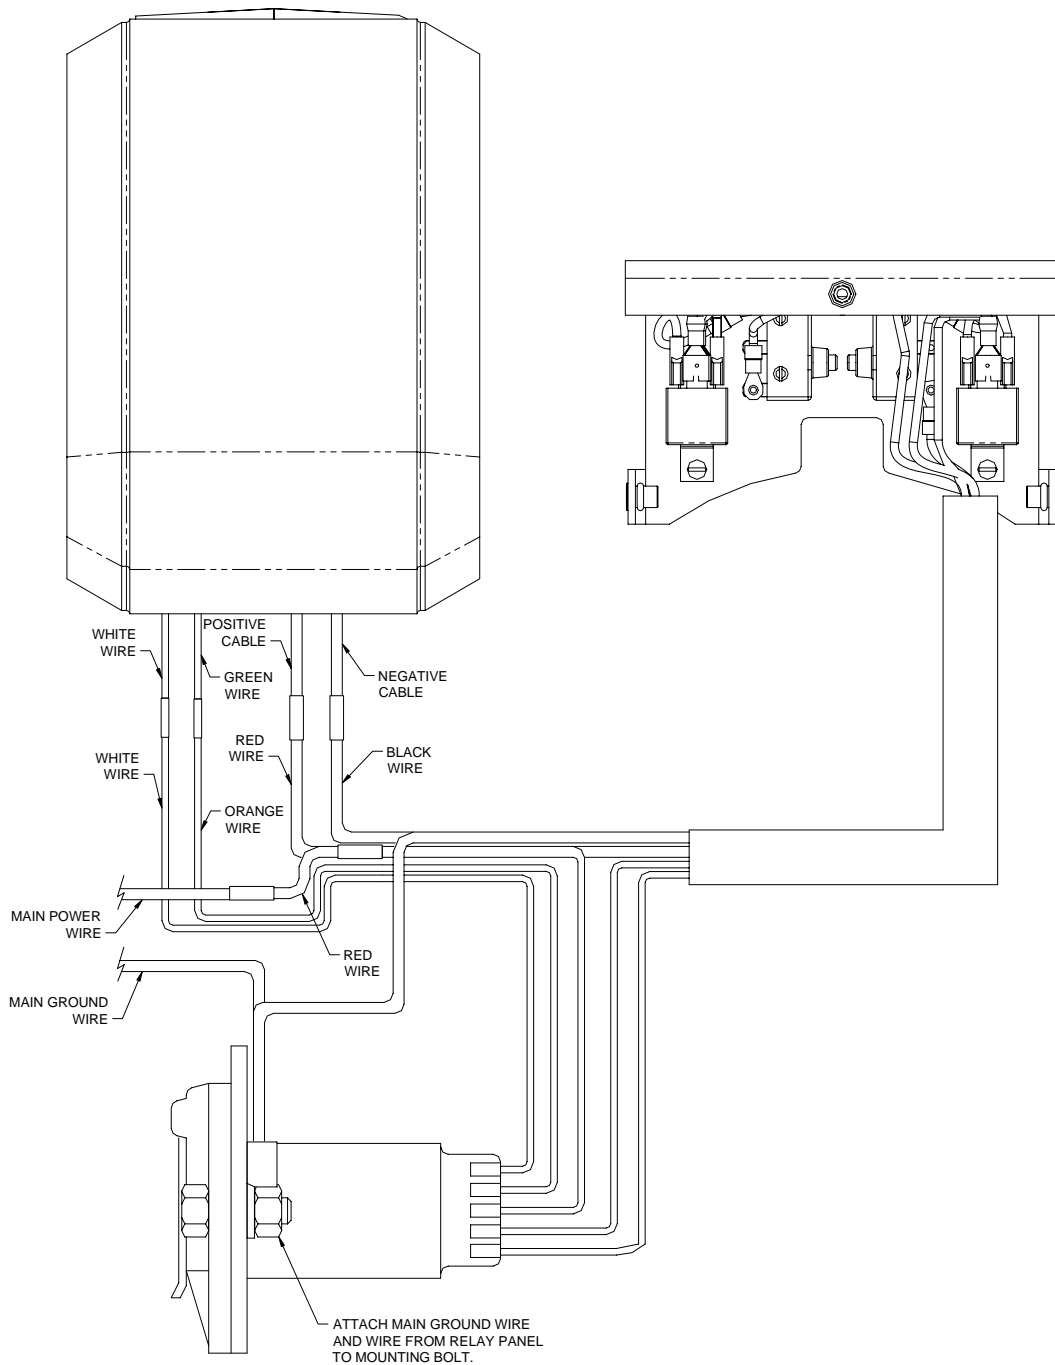 POSITIVE
CABLE
WHITE
WIRE
GREEN
WIRE
NEGATIVE
CABLE
RED
WIRE
BLACK
WIRE
WHITE
WIRE
ORANGE
WIRE
MAIN POWER
WIRE
RED
WIRE
MAIN GROUND
WIRE
ATTACH MAIN GROUND WIRE
AND WIRE FROM RELAY PANEL
TO MOUNTING BOLT.